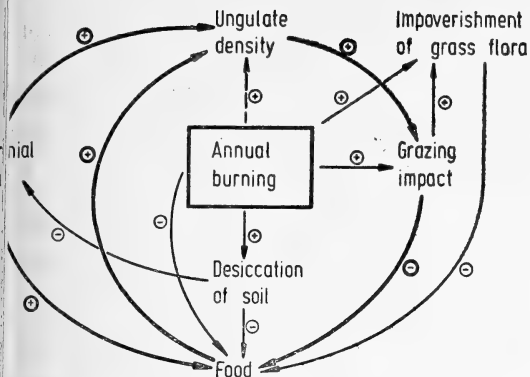 Ungulate
density
Impoverishment
of grass flora
nial
Annual
burning
Grazing
impact
Desiccation
of soil
Food